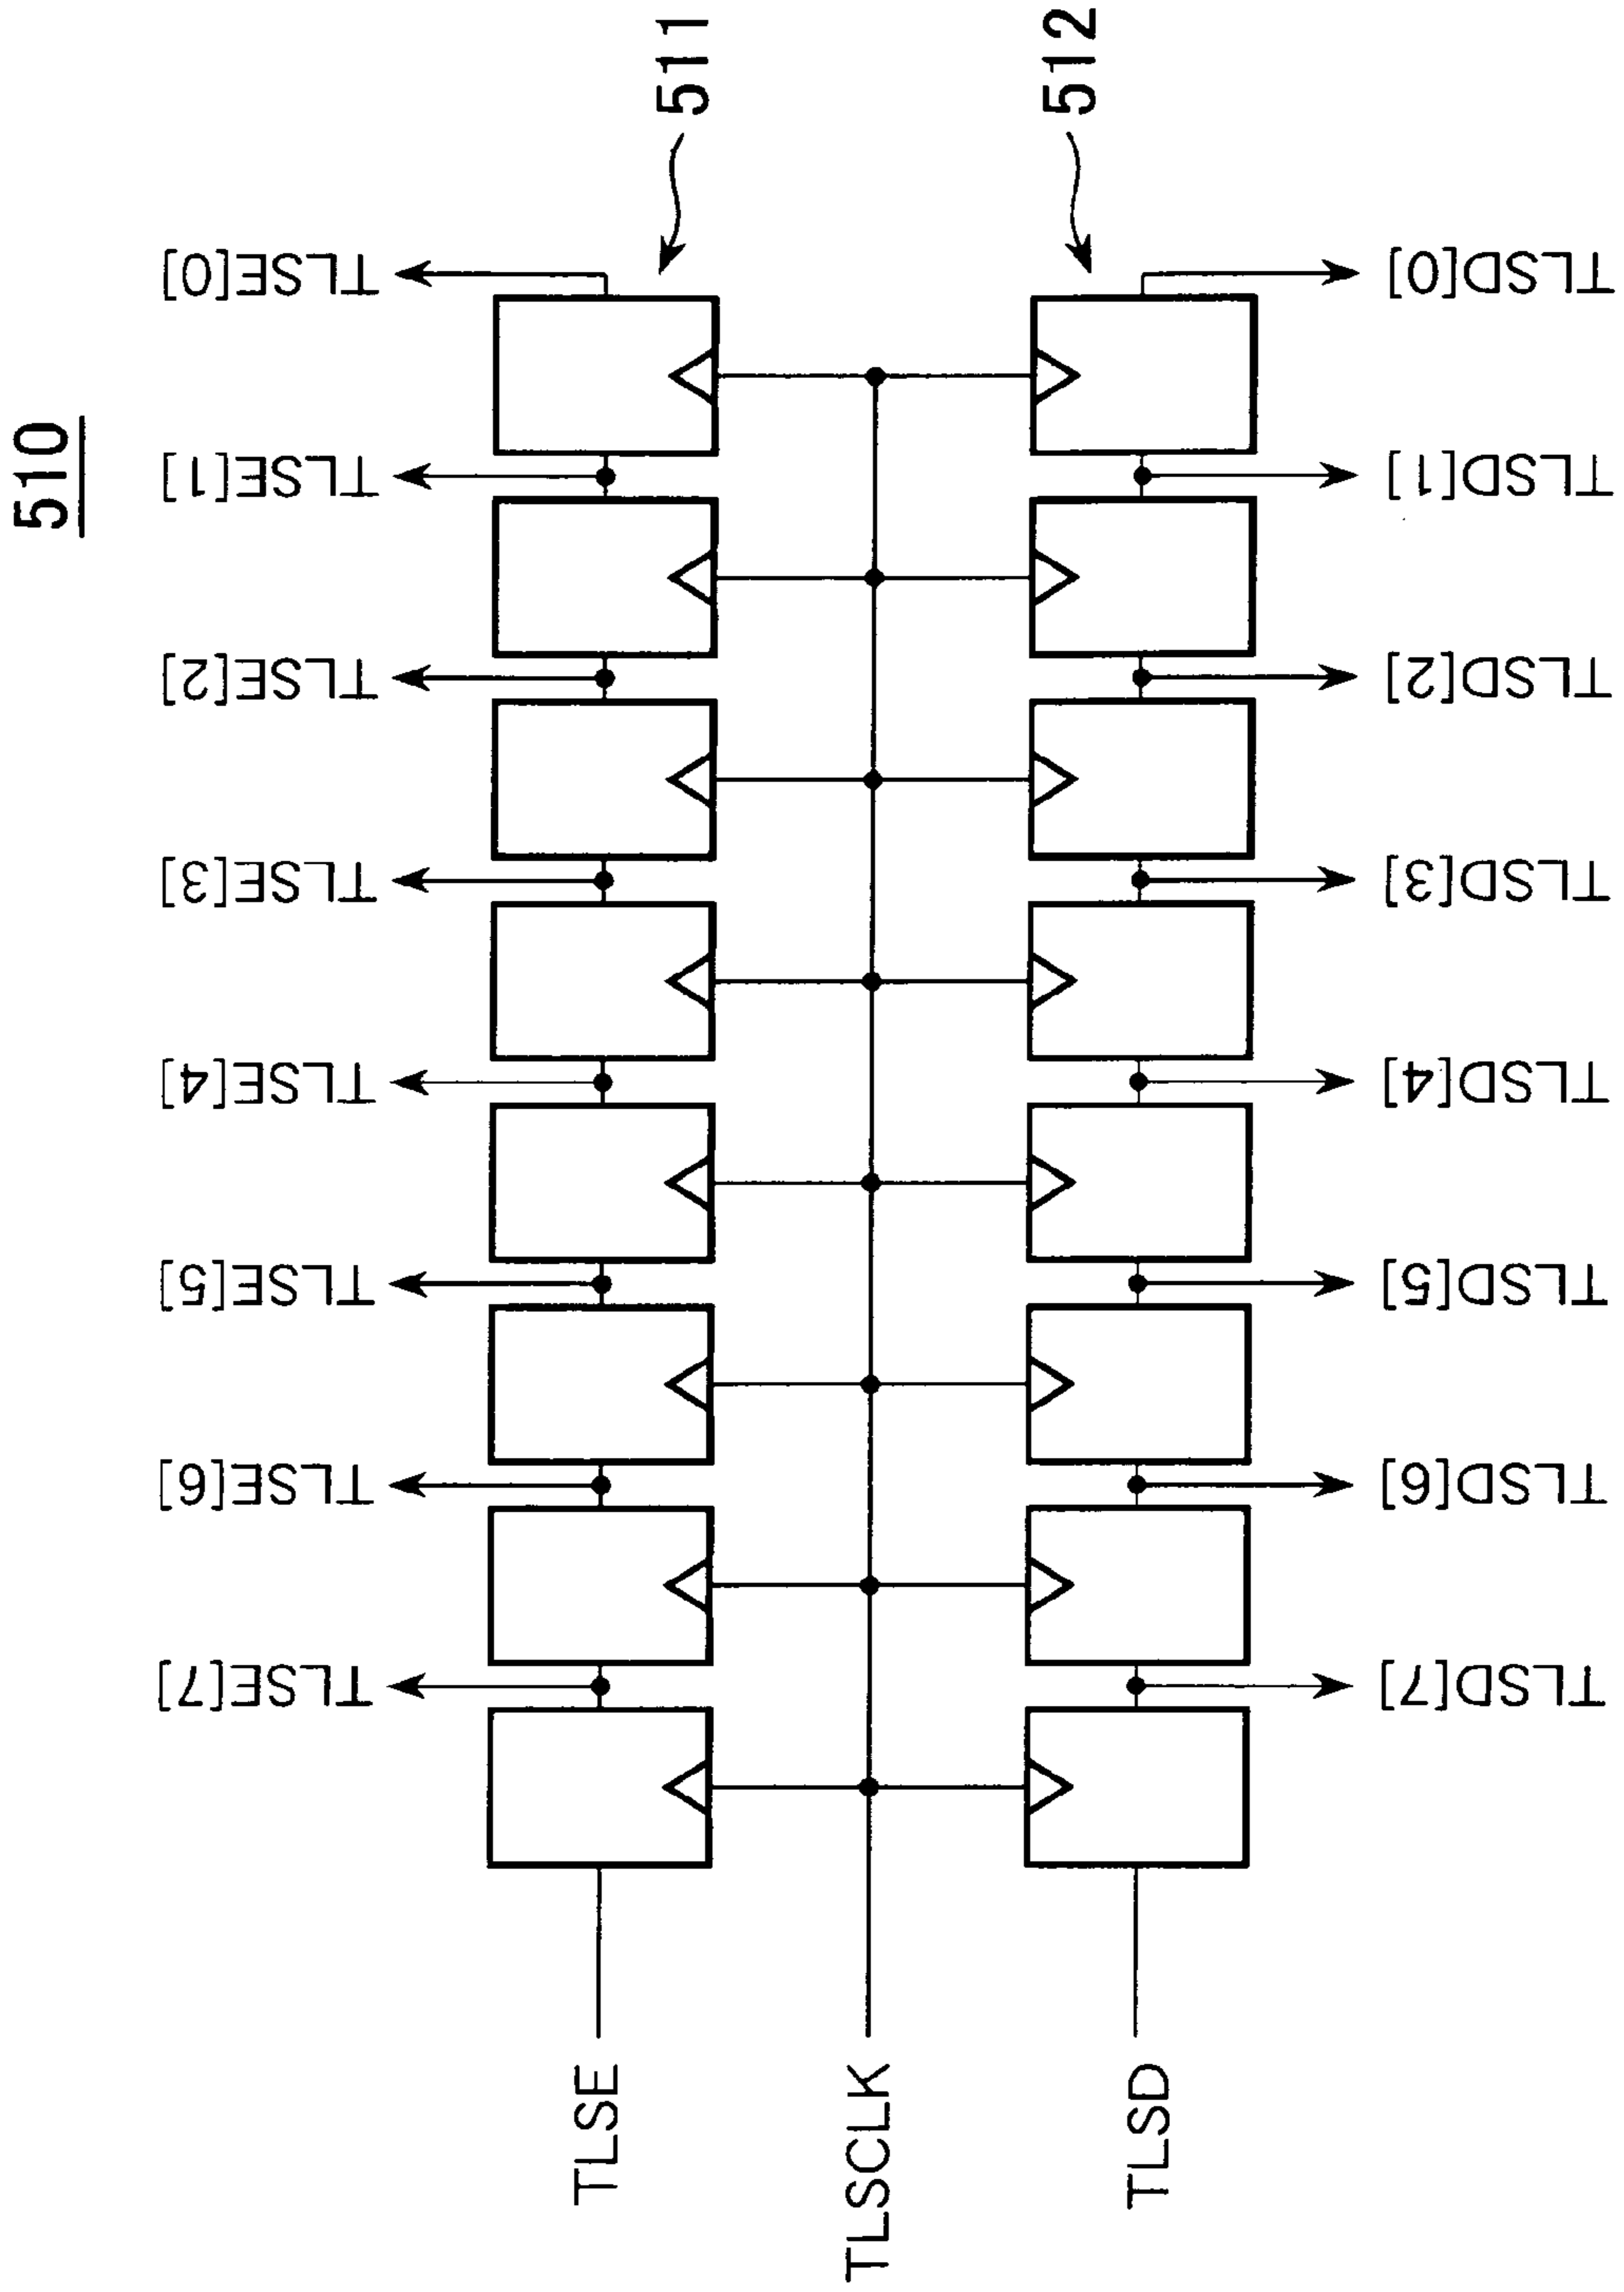 510
TLSE[7]
TLSE[6]
TLSE[5]
TLSE[4]
TLSE[3]
TLSE[2]
TLSE[1]
TLSE[0]
511
TLSE
TLSCLK
TLSD
512
TLSD[7]
TLSD[6]
TLSD[5]
TLSD[4]
TLSD[3]
TLSD[2]
TLSD[1]
TLSD[0]